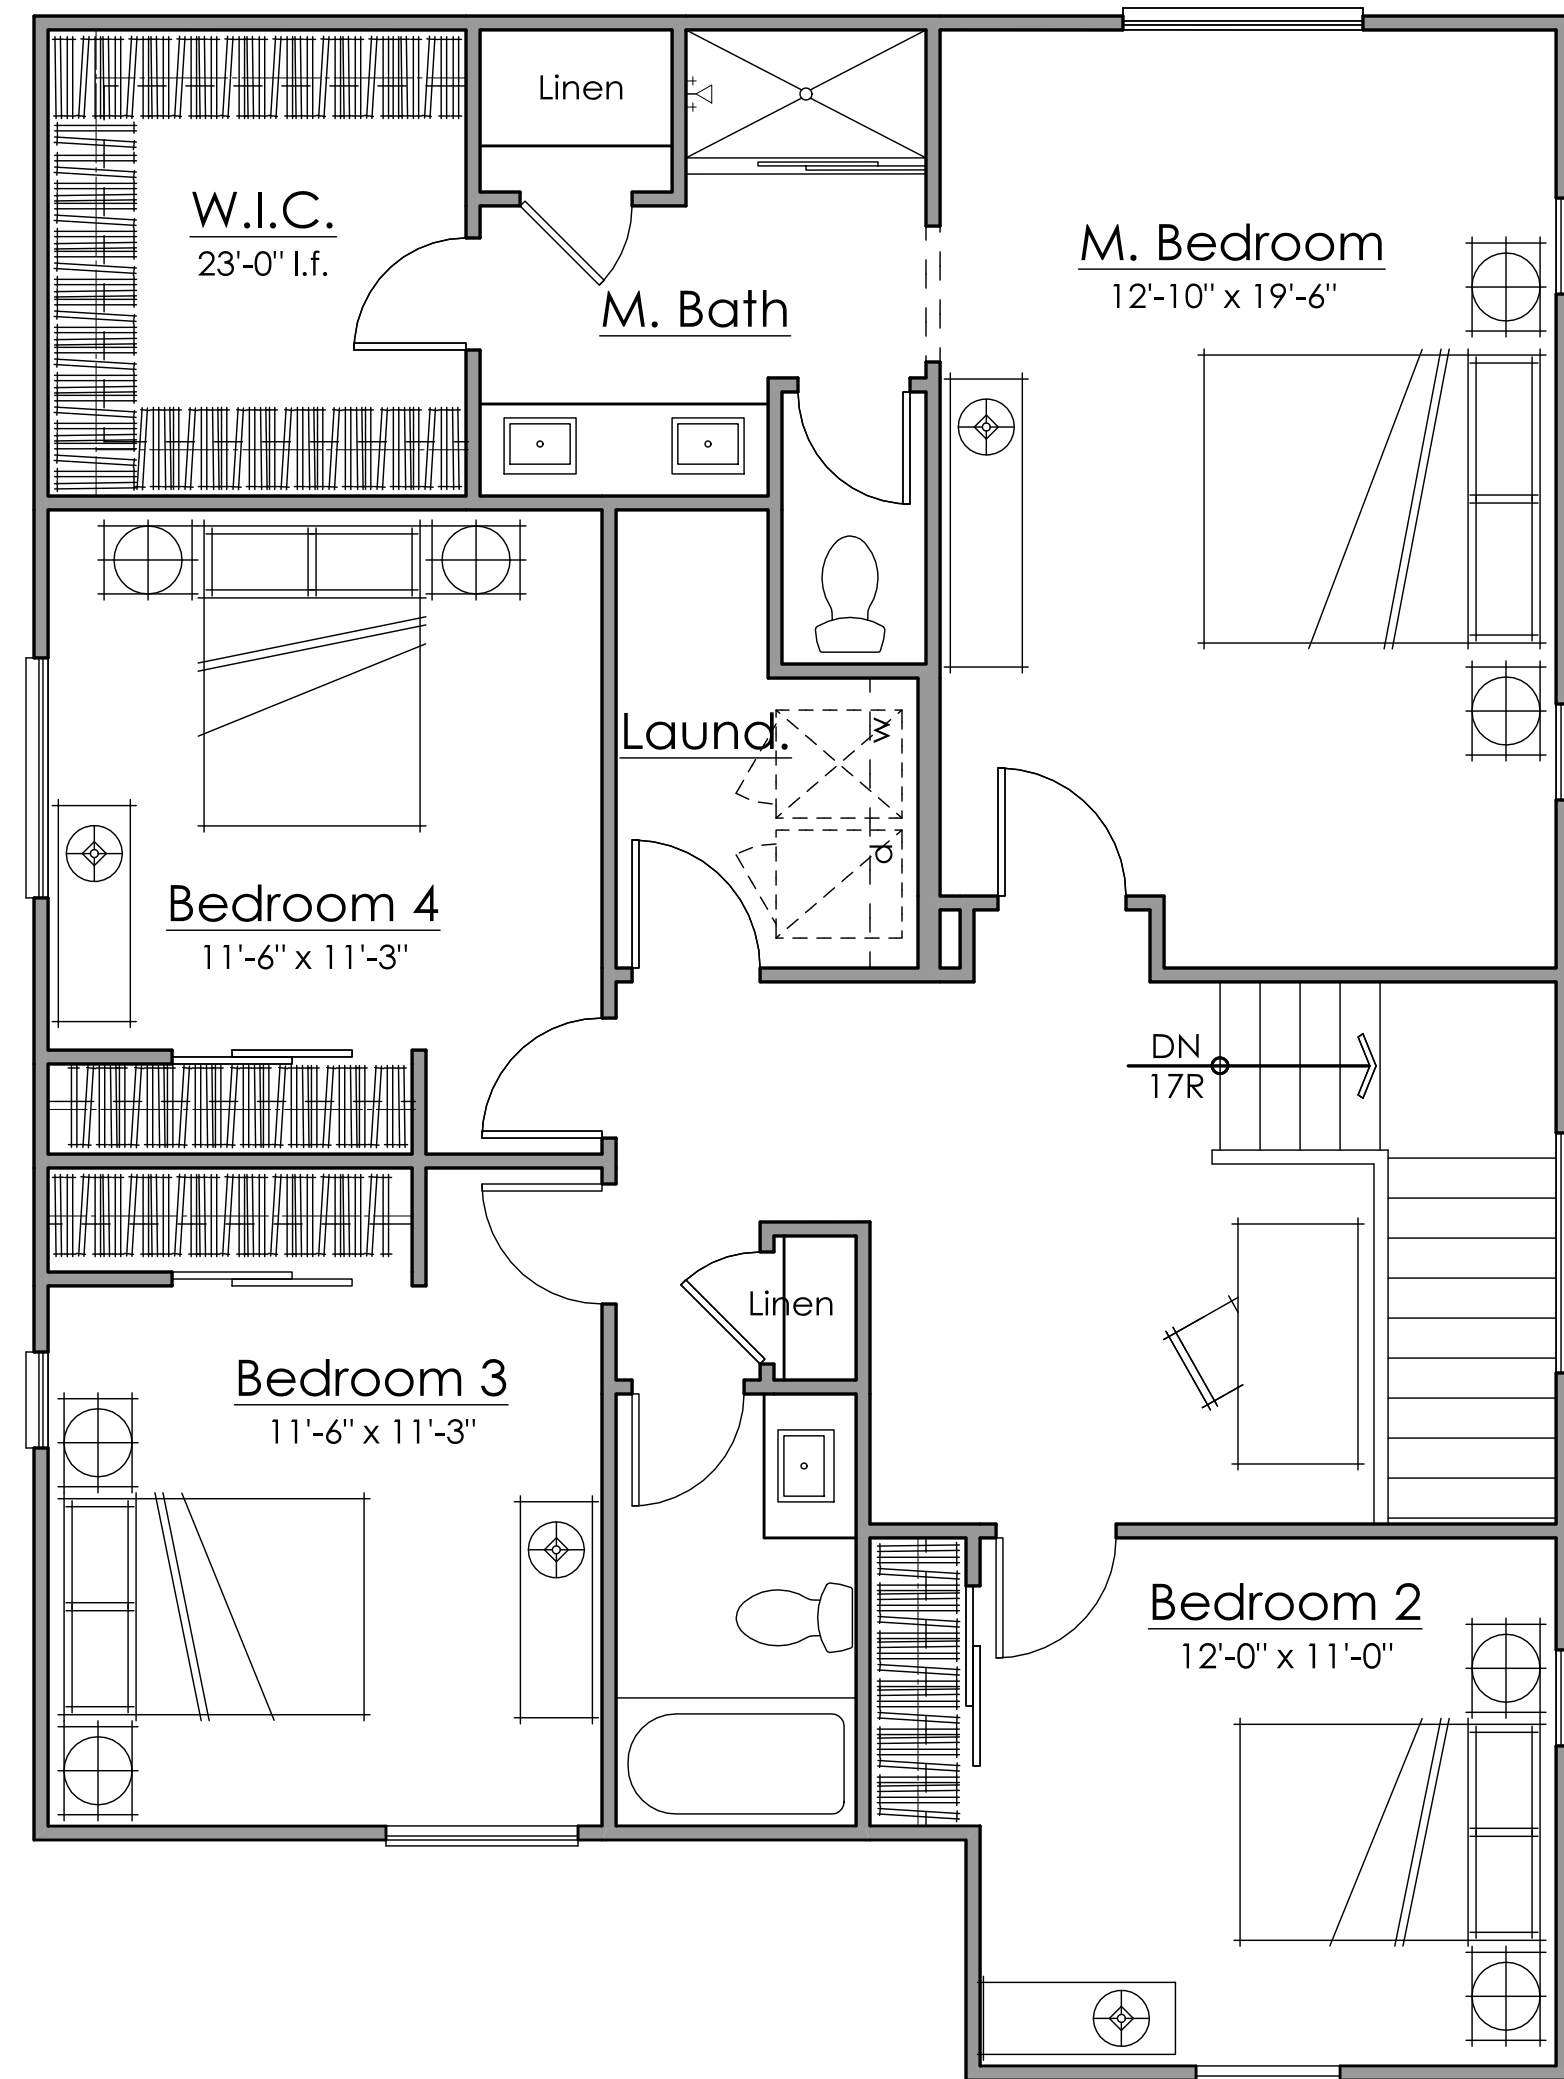 Linen
W.I.C.
23'-0" l.f.
M. Bedroom
12'-10" x 19'-6"
M. Bath
Laund.
w
d
Bedroom 4
11'-6" x 11'-3"
DN
17R
Linen
Bedroom 3
11'-6" x 11'-3"
Bedroom 2
12'-0" x 11'-0"